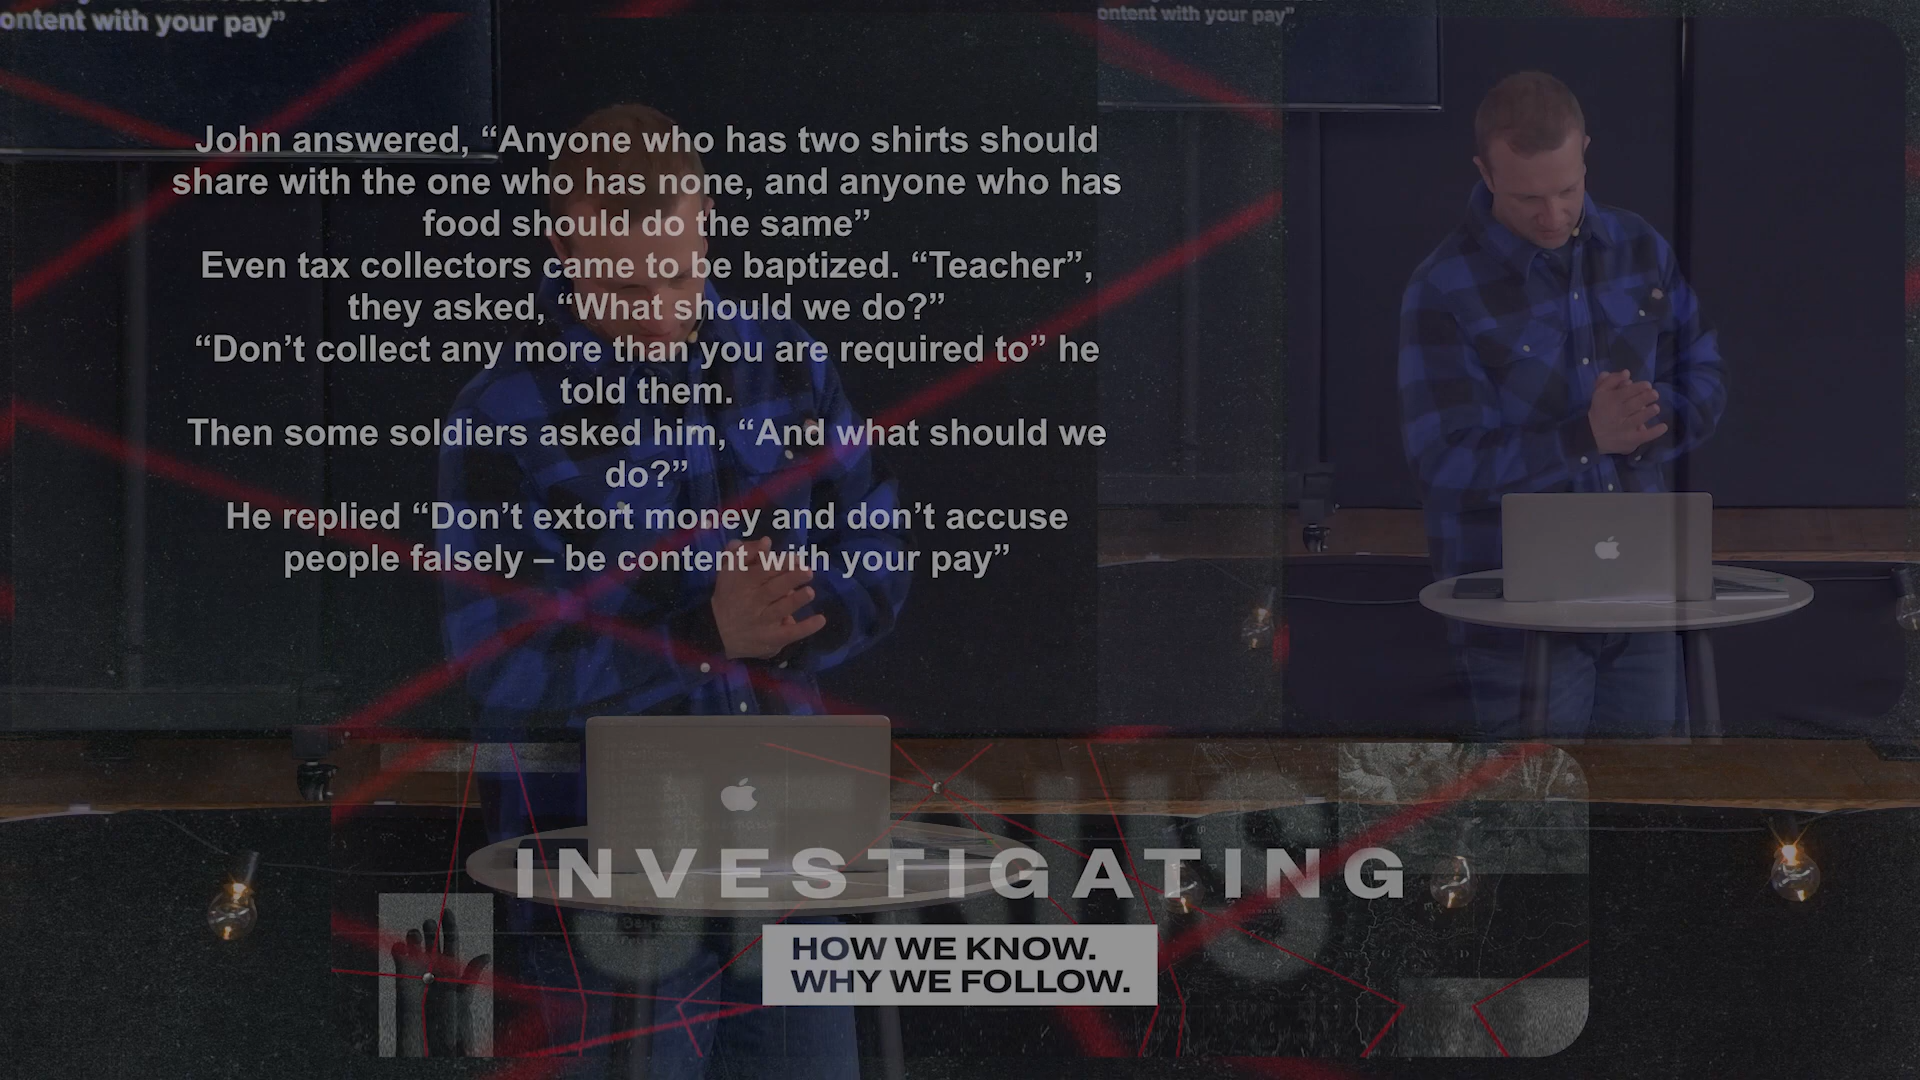 ontent with your pay”
ontent with your pay”
John answered, “Anyone who has two shirts should
share with the one who has none, and anyone who has
food should do the same”
Even tax collectors came to be baptized. “Teacher”,
they asked, “What should we do?”
“Don’t collect any more than you are required to” he
told them.
Then some soldiers asked him, “And what should we
do?”
He replied “Don’t extort money and don’t accuse
people falsely – be content with your pay”
INVESTIGATING
JESUS
HOW WE KNOW.
WHY WE FOLLOW.